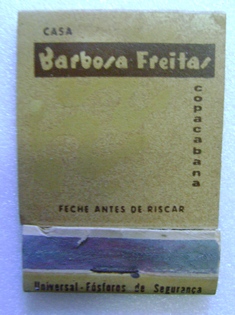 CASA
Barbosa Freitas
copacabana
FECHE ANTES DE RISCAR
Universal-Fósforos de Segurança